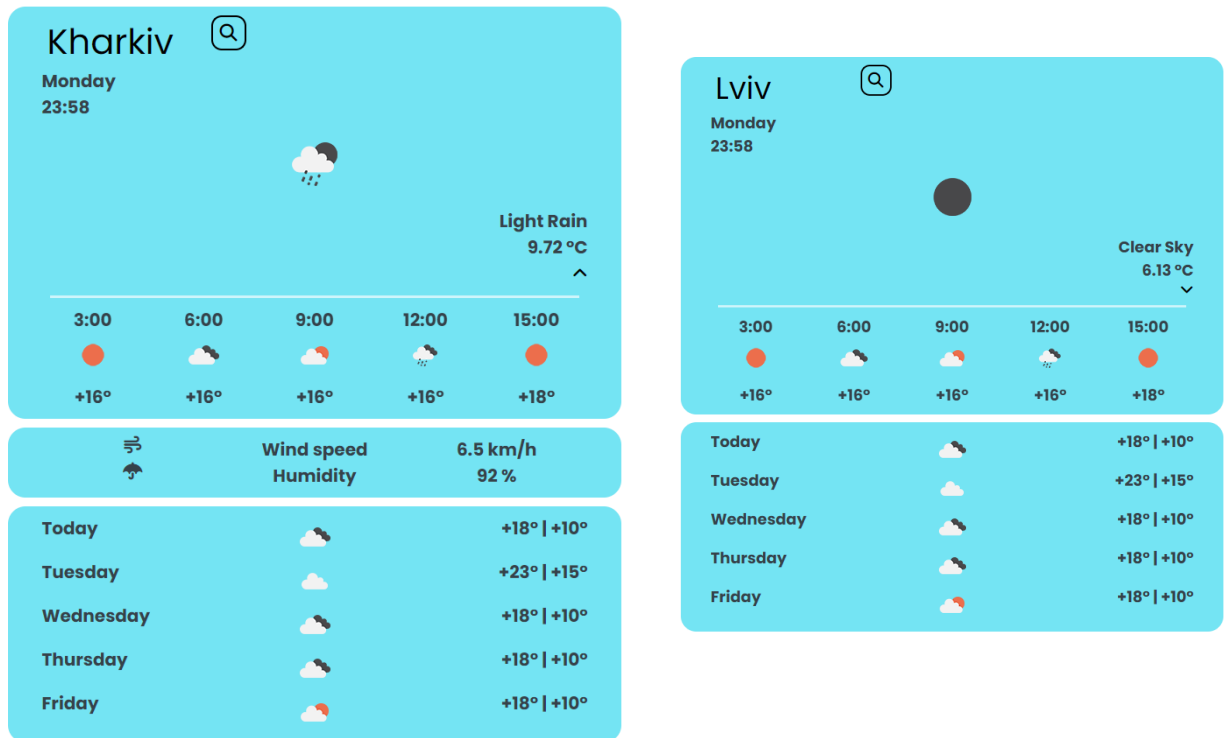 Kharkiv
Monday
23:58
Light Rain
9.72 °C
3:00 6:00 9:00 12:00 15:00
+16° +16° +16° +16° +18°
Wind speed 6.5 km/h
Humidity 92 %
Today +18° | +10°
Tuesday +23° | +15°
Wednesday +18° | +10°
Thursday +18° | +10°
Friday +18° | +10°
Lviv
Monday
23:58
Clear Sky
6.13 °C
3:00 6:00 9:00 12:00 15:00
+16° +16° +16° +16° +18°
Today +18° | +10°
Tuesday +23° | +15°
Wednesday +18° | +10°
Thursday +18° | +10°
Friday +18° | +10°